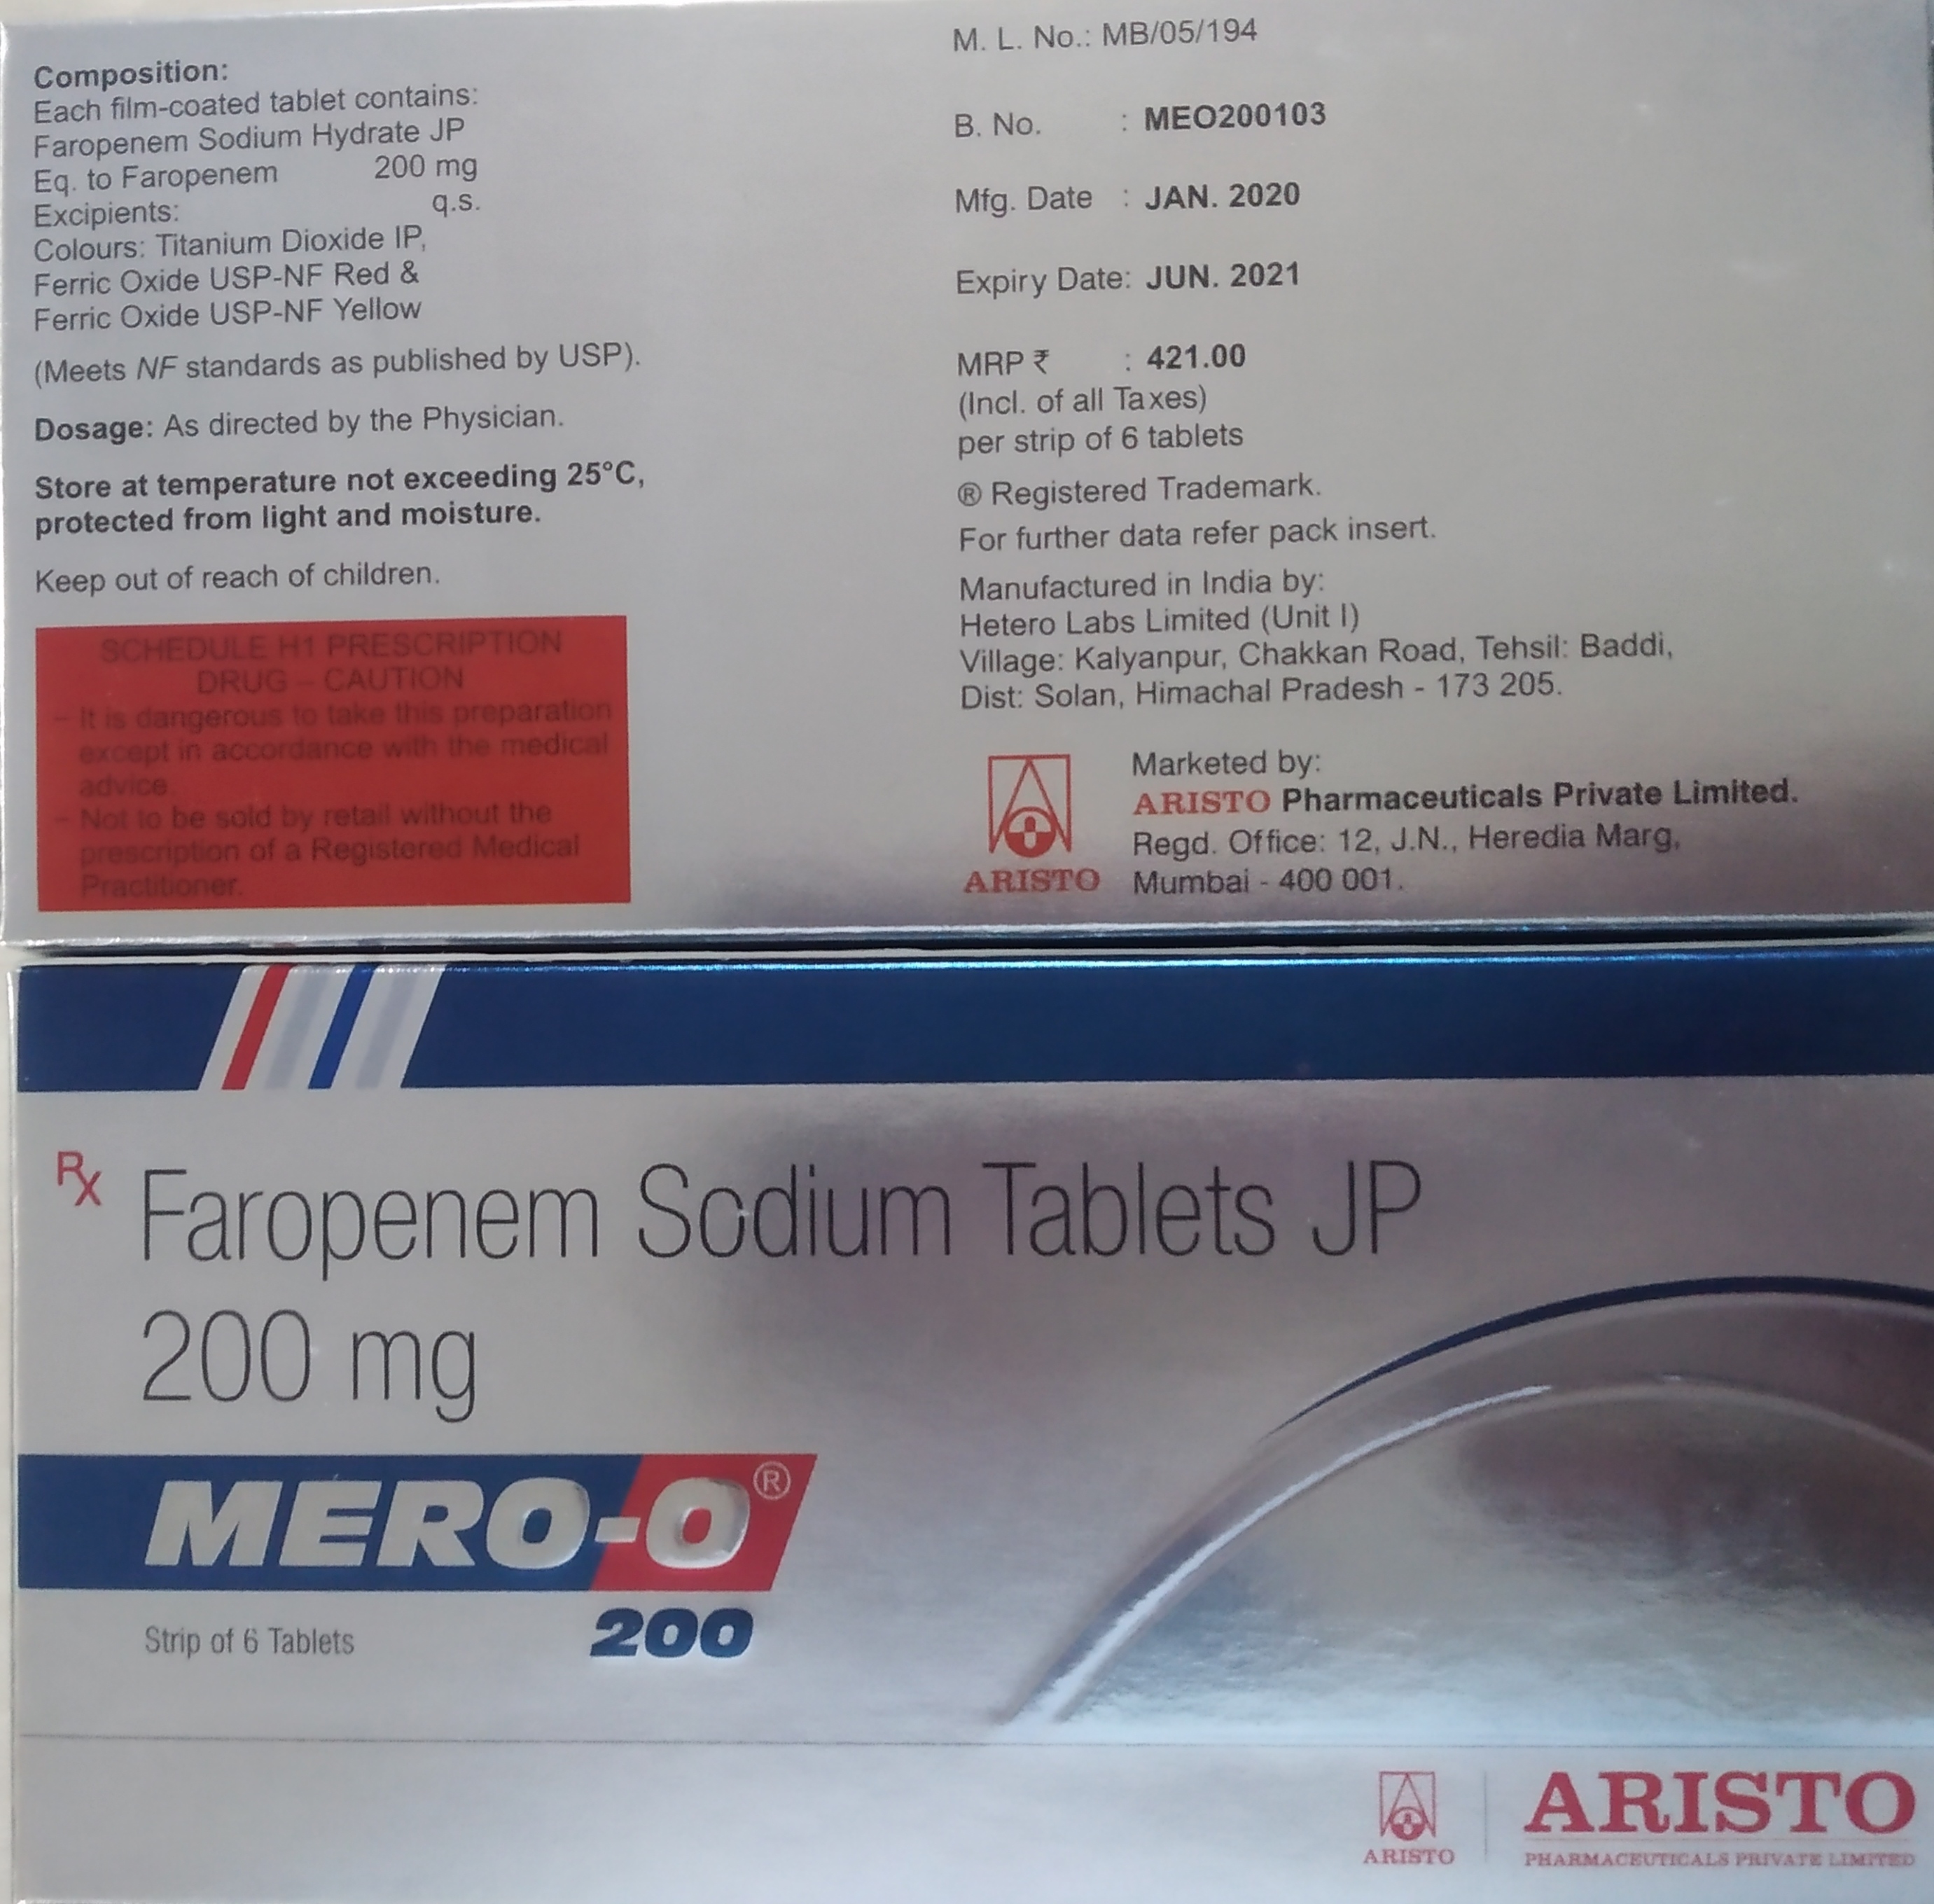 Composition:
Each film-coated tablet contains:
Faropenem Sodium Hydrate JP
Eq. to Faropenem 200 mg
Excipients: q.s.
Colours: Titanium Dioxide IP,
Ferric Oxide USP-NF Red &
Ferric Oxide USP-NF Yellow
(Meets NF standards as published by USP).
Dosage: As directed by the Physician.
Store at temperature not exceeding 25°C,
protected from light and moisture.
Keep out of reach of children.
SCHEDULE H1 PRESCRIPTION
DRUG – CAUTION
– It is dangerous to take this preparation
except in accordance with the medical
advice.
– Not to be sold by retail without the
prescription of a Registered Medical
Practitioner.
M. L. No.: MB/05/194
B. No. : MEO200103
Mfg. Date : JAN. 2020
Expiry Date: JUN. 2021
MRP ₹ : 421.00
(Incl. of all Taxes)
per strip of 6 tablets
® Registered Trademark.
For further data refer pack insert.
Manufactured in India by:
Hetero Labs Limited (Unit I)
Village: Kalyanpur, Chakkan Road, Tehsil: Baddi,
Dist: Solan, Himachal Pradesh - 173 205.
ARISTO
Marketed by:
ARISTO Pharmaceuticals Private Limited.
Regd. Office: 12, J.N., Heredia Marg,
Mumbai - 400 001.
Rx Faropenem Sodium Tablets JP
200 mg
MERO-O®
200
Strip of 6 Tablets
ARISTO
ARISTO
PHARMACEUTICALS PRIVATE LIMITED